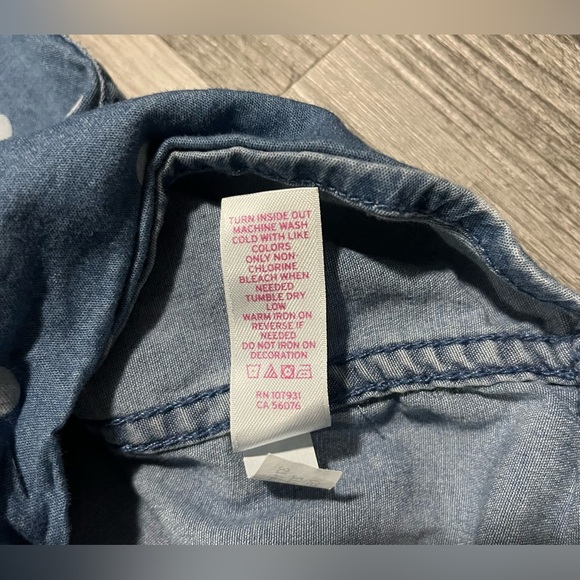 TURN INSIDE OUT
MACHINE WASH
COLD WITH LIKE
COLORS
ONLY NON-
CHLORINE
BLEACH WHEN
NEEDED
TUMBLE DRY
LOW
WARM IRON ON
REVERSE IF
NEEDED
DO NOT IRON ON
DECORATION
RN 107931
CA 56076